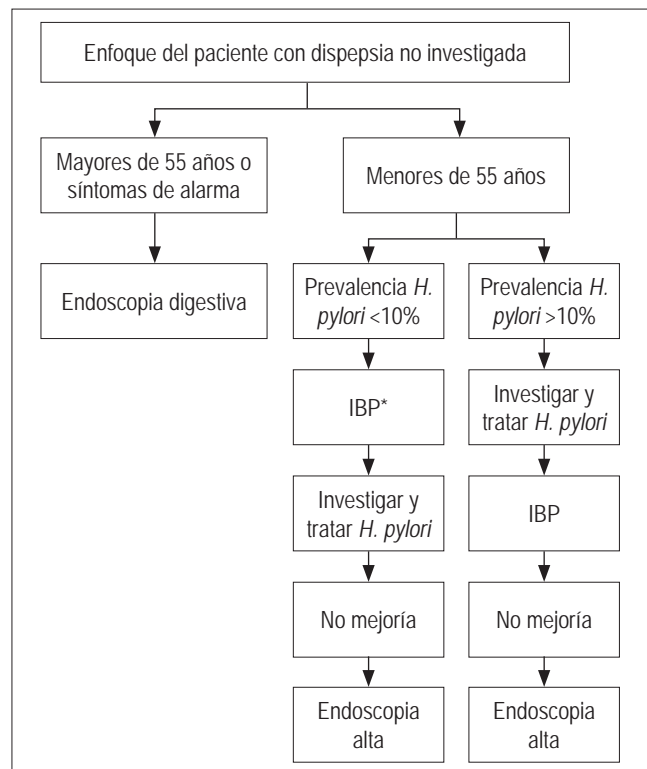 Enfoque del paciente con dispepsia no investigada
Mayores de 55 años o
síntomas de alarma
Menores de 55 años
Endoscopia digestiva
Prevalencia H.
pylori <10%
Prevalencia H.
pylori >10%
IBP*
Investigar y
tratar H. pylori
Investigar y
tratar H. pylori
IBP
No mejoría
No mejoría
Endoscopia
alta
Endoscopia
alta